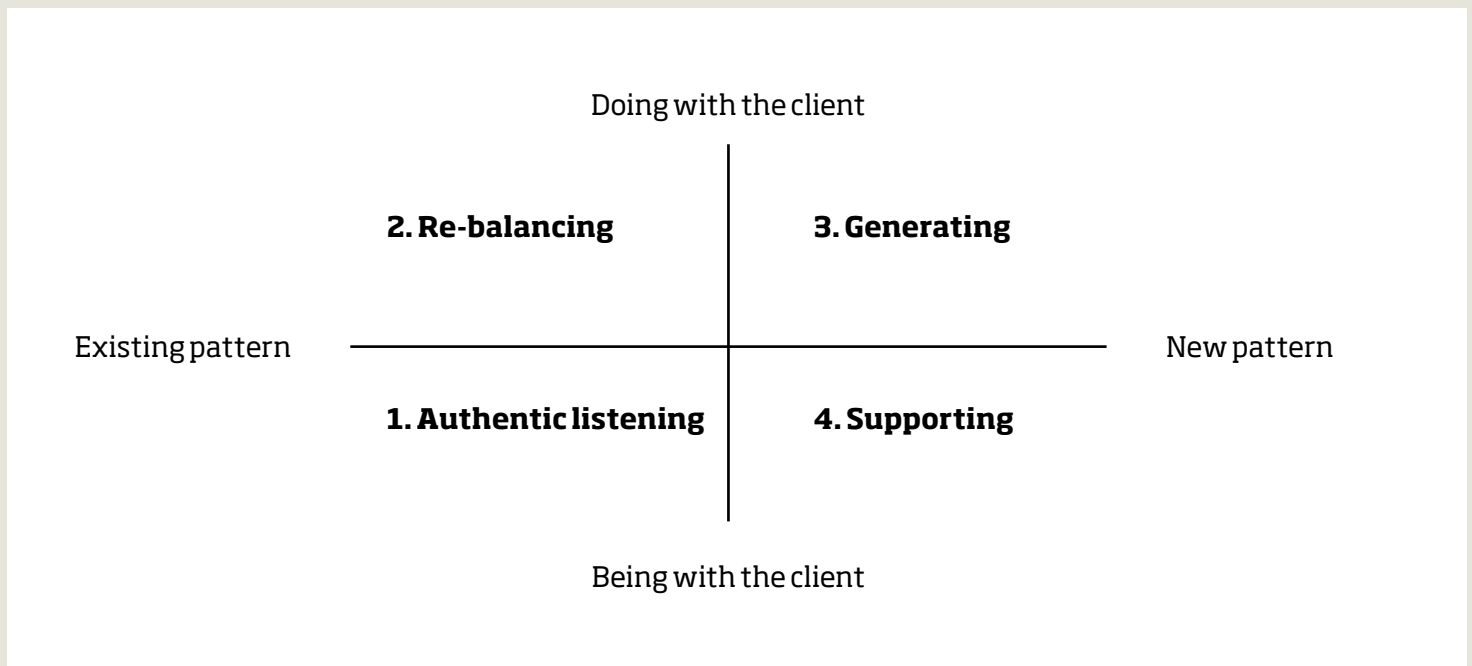 Doing with the client
2. Re-balancing
3. Generating
Existing pattern
New pattern
1. Authentic listening
4. Supporting
Being with the client